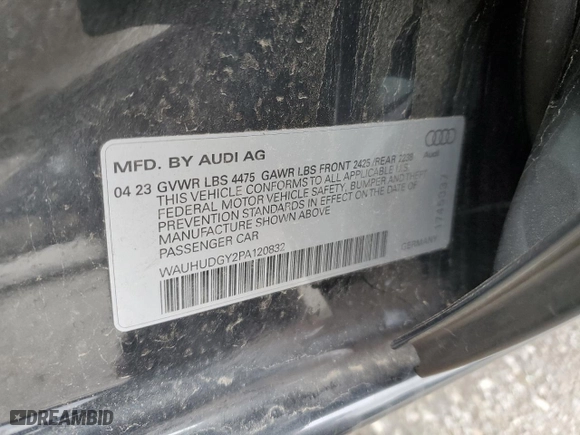 MFD. BY AUDI AG
04 23 GVWR LBS 4475 GAWR LBS FRONT 2425 /REAR
THIS VEHICLE CONFORMS TO ALL APPLICABLE U.S.
FEDERAL MOTOR VEHICLE SAFETY, BUMPER AND THEFT
PREVENTION STANDARDS IN EFFECT ON THE DATE OF
MANUFACTURE SHOWN ABOVE
PASSENGER CAR
WAUHUDGY2PA120832
Audi
DREAMBID